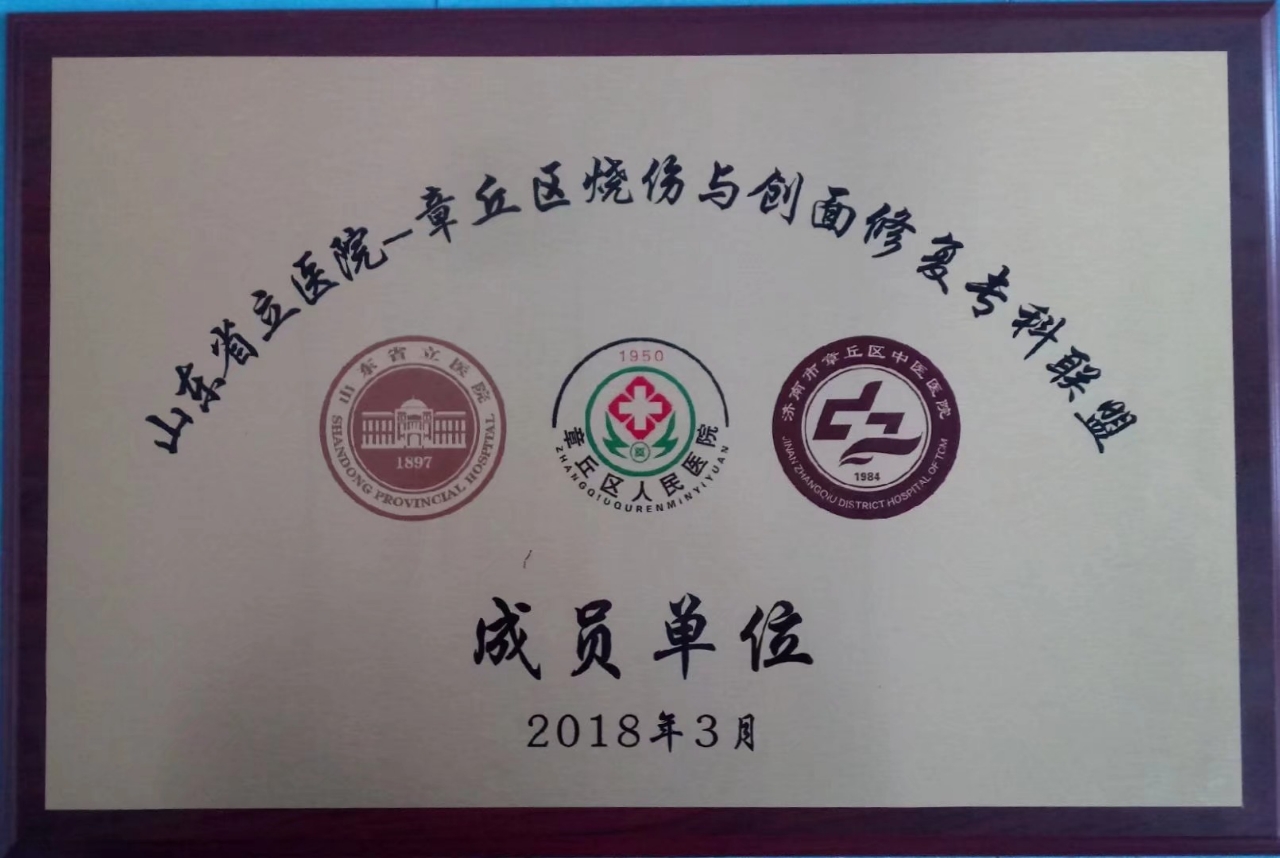 山东省立医院-章丘区烧伤与创面修复专科联盟
山东省立医院
SHANDONG PROVINCIAL HOSPITAL
1897
1950
章丘区人民医院
ZHANGQIUQURENMINYIYUAN
济南市章丘区中医医院
JINAN ZHANGQIU DISTRICT HOSPITAL OF TCM
1984
成员单位
2018年3月